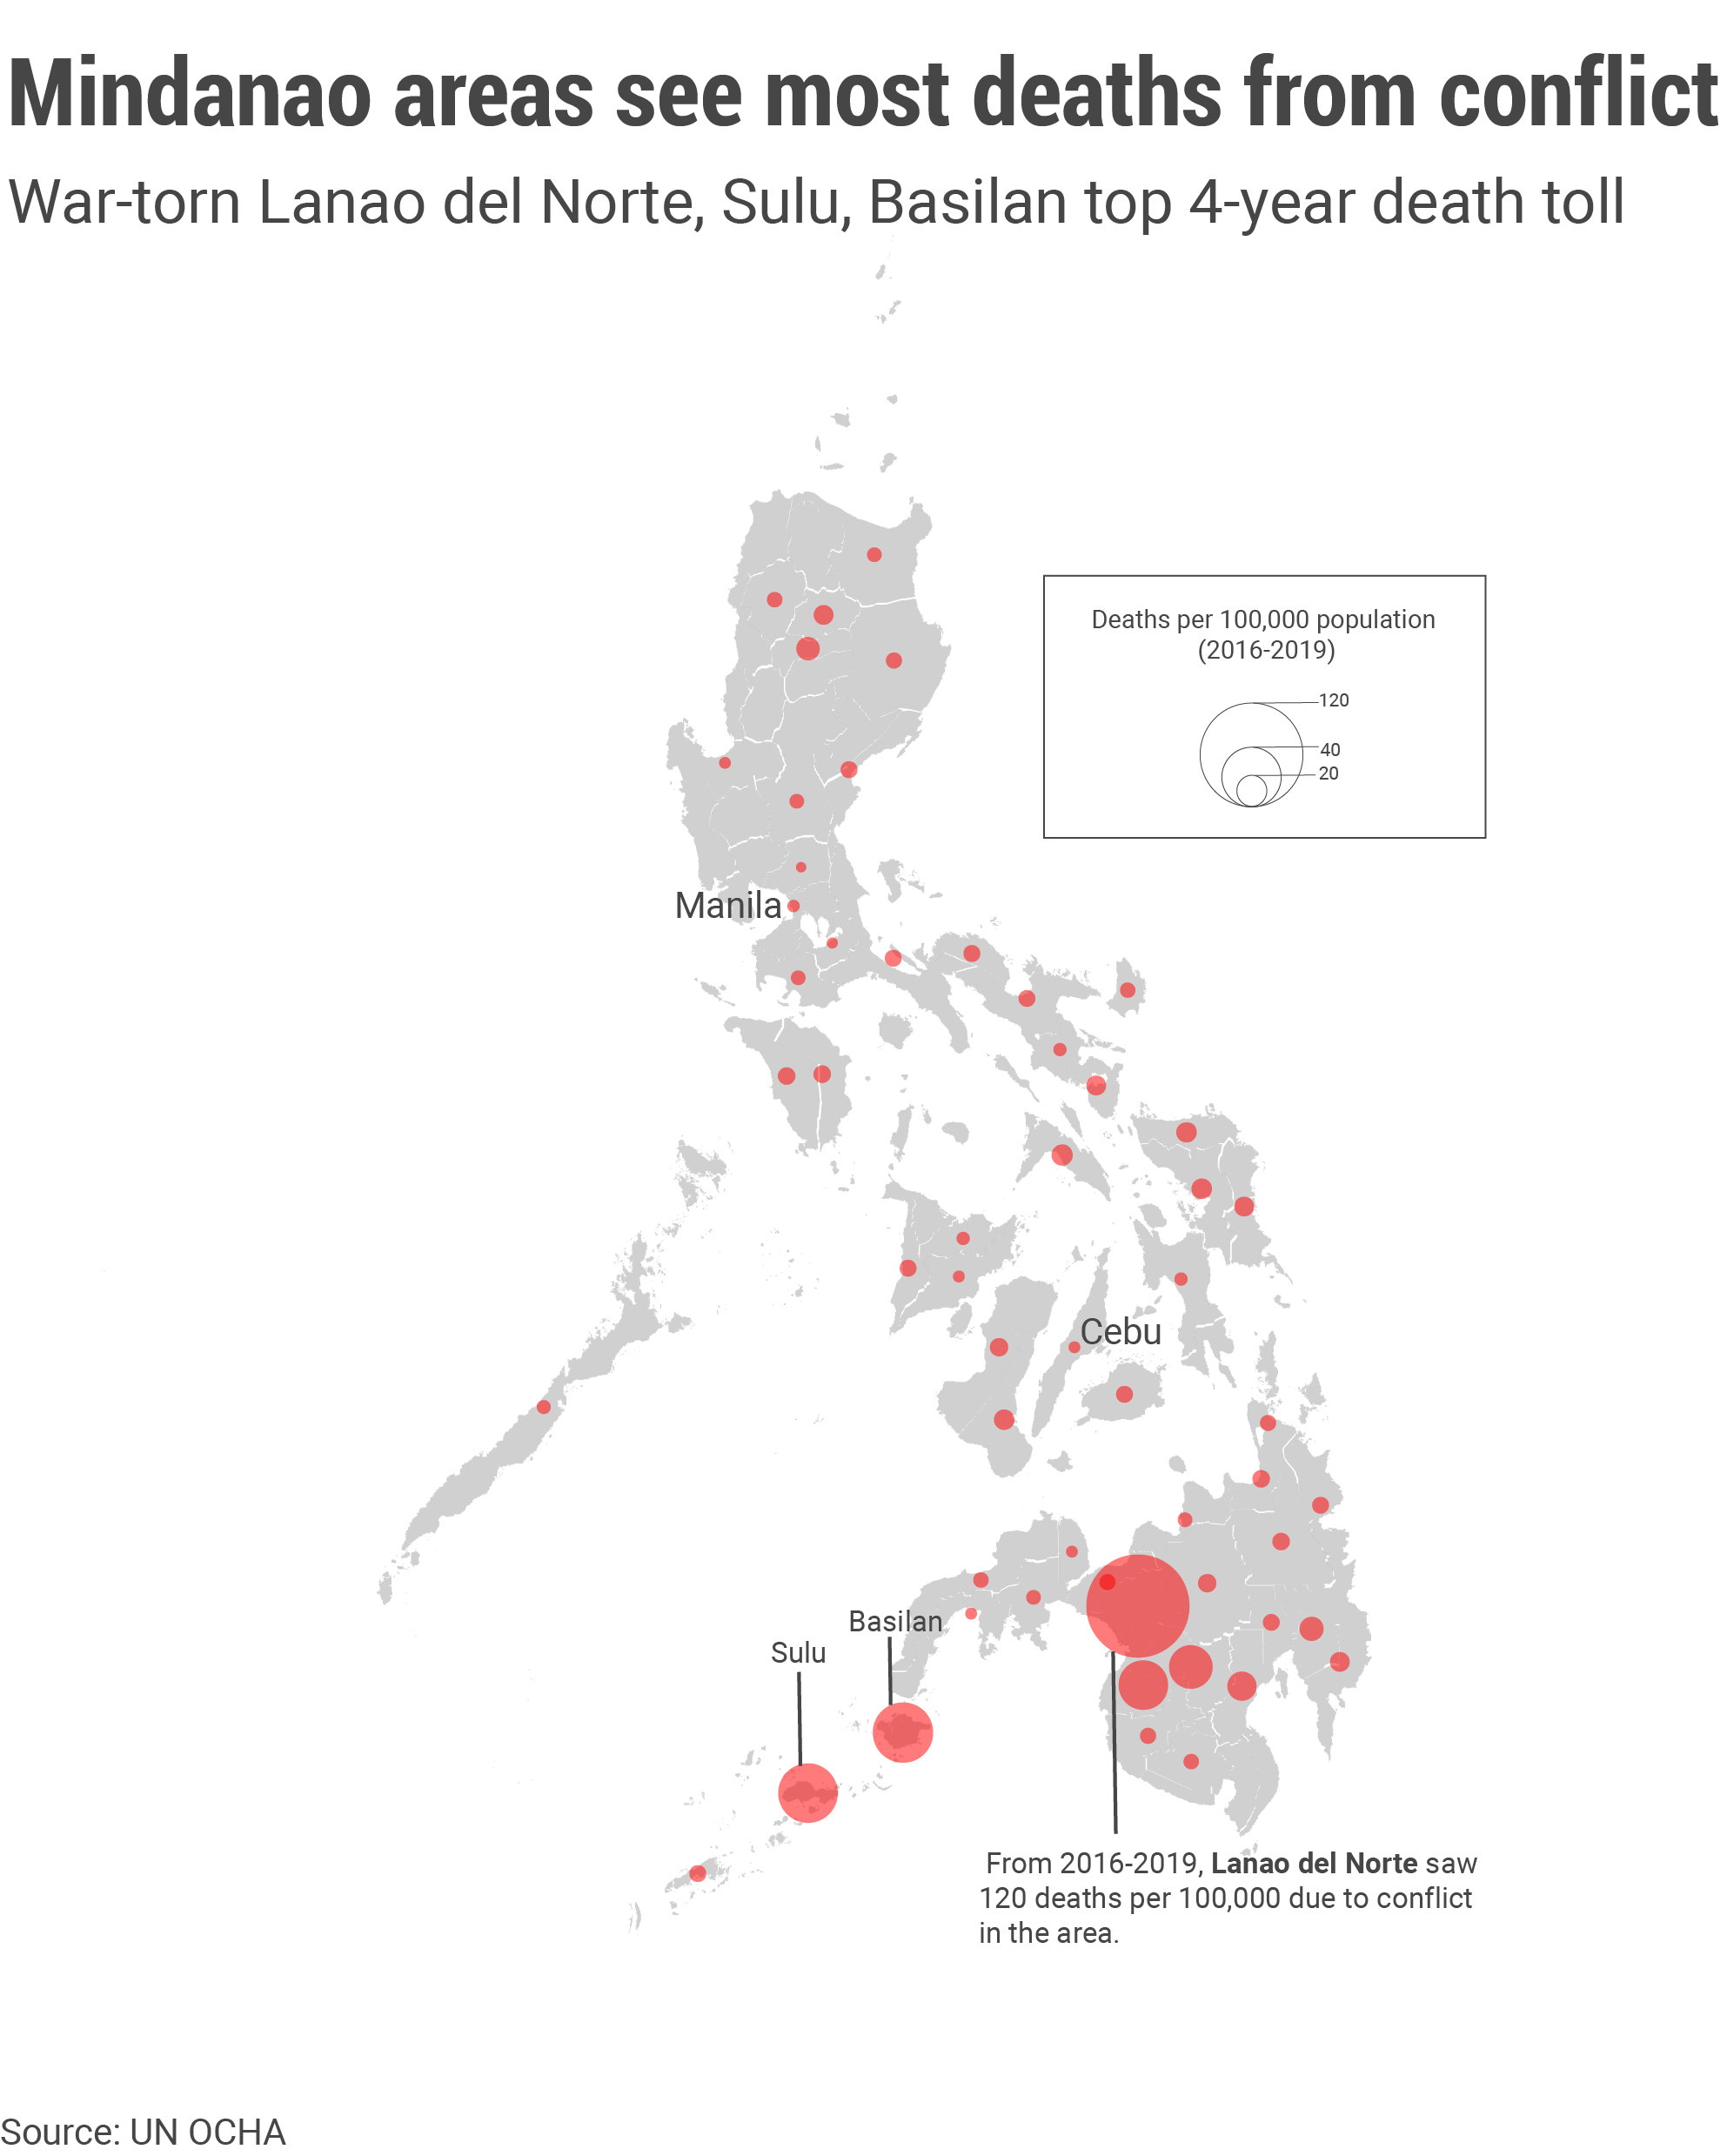 Mindanao areas see most deaths from conflict
War-torn Lanao del Norte, Sulu, Basilan top 4-year death toll
Deaths per 100,000 population
(2016-2019)
120
40
20
Manila
Cebu
Basilan
Sulu
From 2016-2019, Lanao del Norte saw
120 deaths per 100,000 due to conflict
in the area.
Source: UN OCHA